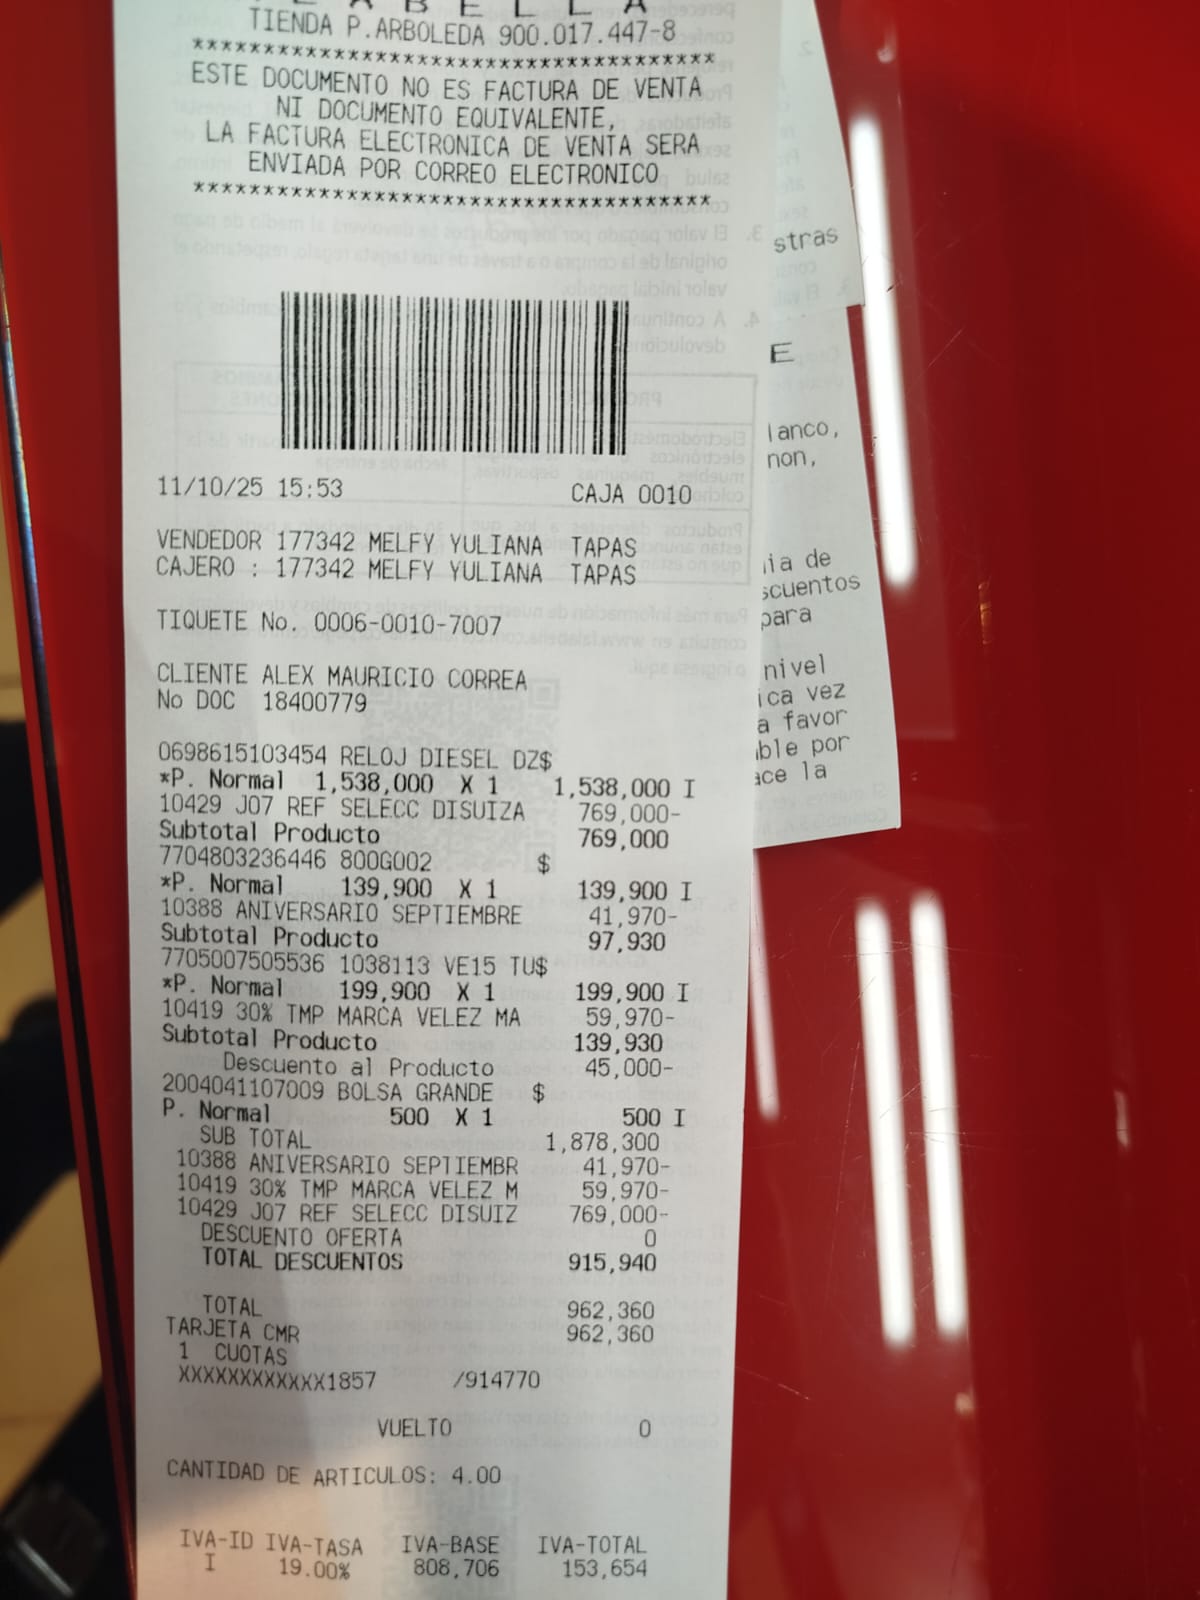 TIENDA P.ARBOLEDA 900.017.447-8
*************************************
ESTE DOCUMENTO NO ES FACTURA DE VENTA
NI DOCUMENTO EQUIVALENTE,
LA FACTURA ELECTRONICA DE VENTA SERA
ENVIADA POR CORREO ELECTRONICO
*************************************
11/10/25 15:53 CAJA 0010
VENDEDOR 177342 MELFY YULIANA TAPAS
CAJERO : 177342 MELFY YULIANA TAPAS
TIQUETE No. 0006-0010-7007
CLIENTE ALEX MAURICIO CORREA
No DOC 18400779
0698615103454 RELOJ DIESEL DZ$
*P. Normal 1,538,000 X 1 1,538,000 I
10429 J07 REF SELECC DISUIZA 769,000-
Subtotal Producto 769,000
7704803236446 800G002 $
*P. Normal 139,900 X 1 139,900 I
10388 ANIVERSARIO SEPTIEMBRE 41,970-
Subtotal Producto 97,930
7705007505536 1038113 VE15 TU$
*P. Normal 199,900 X 1 199,900 I
10419 30% TMP MARCA VELEZ MA 59,970-
Subtotal Producto 139,930
Descuento al Producto 45,000-
2004041107009 BOLSA GRANDE $
P. Normal 500 X 1 500 I
SUB TOTAL 1,878,300
10388 ANIVERSARIO SEPTIEMBR 41,970-
10419 30% TMP MARCA VELEZ M 59,970-
10429 J07 REF SELECC DISUIZ 769,000-
DESCUENTO OFERTA 0
TOTAL DESCUENTOS 915,940
TOTAL 962,360
TARJETA CMR 962,360
1 CUOTAS
XXXXXXXXXXXX1857 /914770
VUELTO 0
CANTIDAD DE ARTICULOS: 4.00
IVA-ID IVA-TASA IVA-BASE IVA-TOTAL
I 19.00% 808,706 153,654
stras
E
lanco,
non,
ia de
scuentos
para
nivel
ica vez
a favor
ble por
ace la